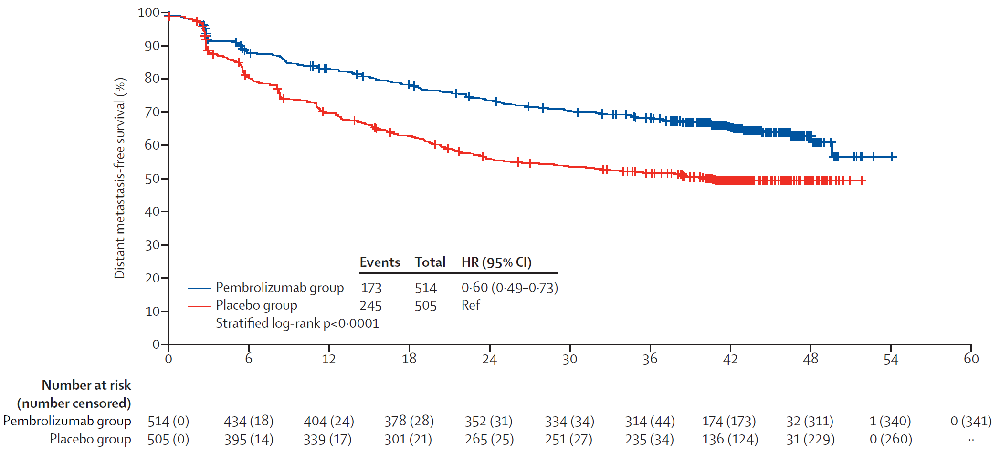 Distant metastasis-free survival (%)
100
90
80
70
60
50
40
30
20
10
0
Events Total HR (95% CI)
Pembrolizumab group 173 514 0·60 (0·49–0·73)
Placebo group 245 505 Ref
Stratified log-rank p<0·0001
0 6 12 18 24 30 36 42 48 54 60
Number at risk
(number censored)
Pembrolizumab group 514 (0) 434 (18) 404 (24) 378 (28) 352 (31) 334 (34) 314 (44) 174 (173) 32 (311) 1 (340) 0 (341)
Placebo group 505 (0) 395 (14) 339 (17) 301 (21) 265 (25) 251 (27) 235 (34) 136 (124) 31 (229) 0 (260) ··